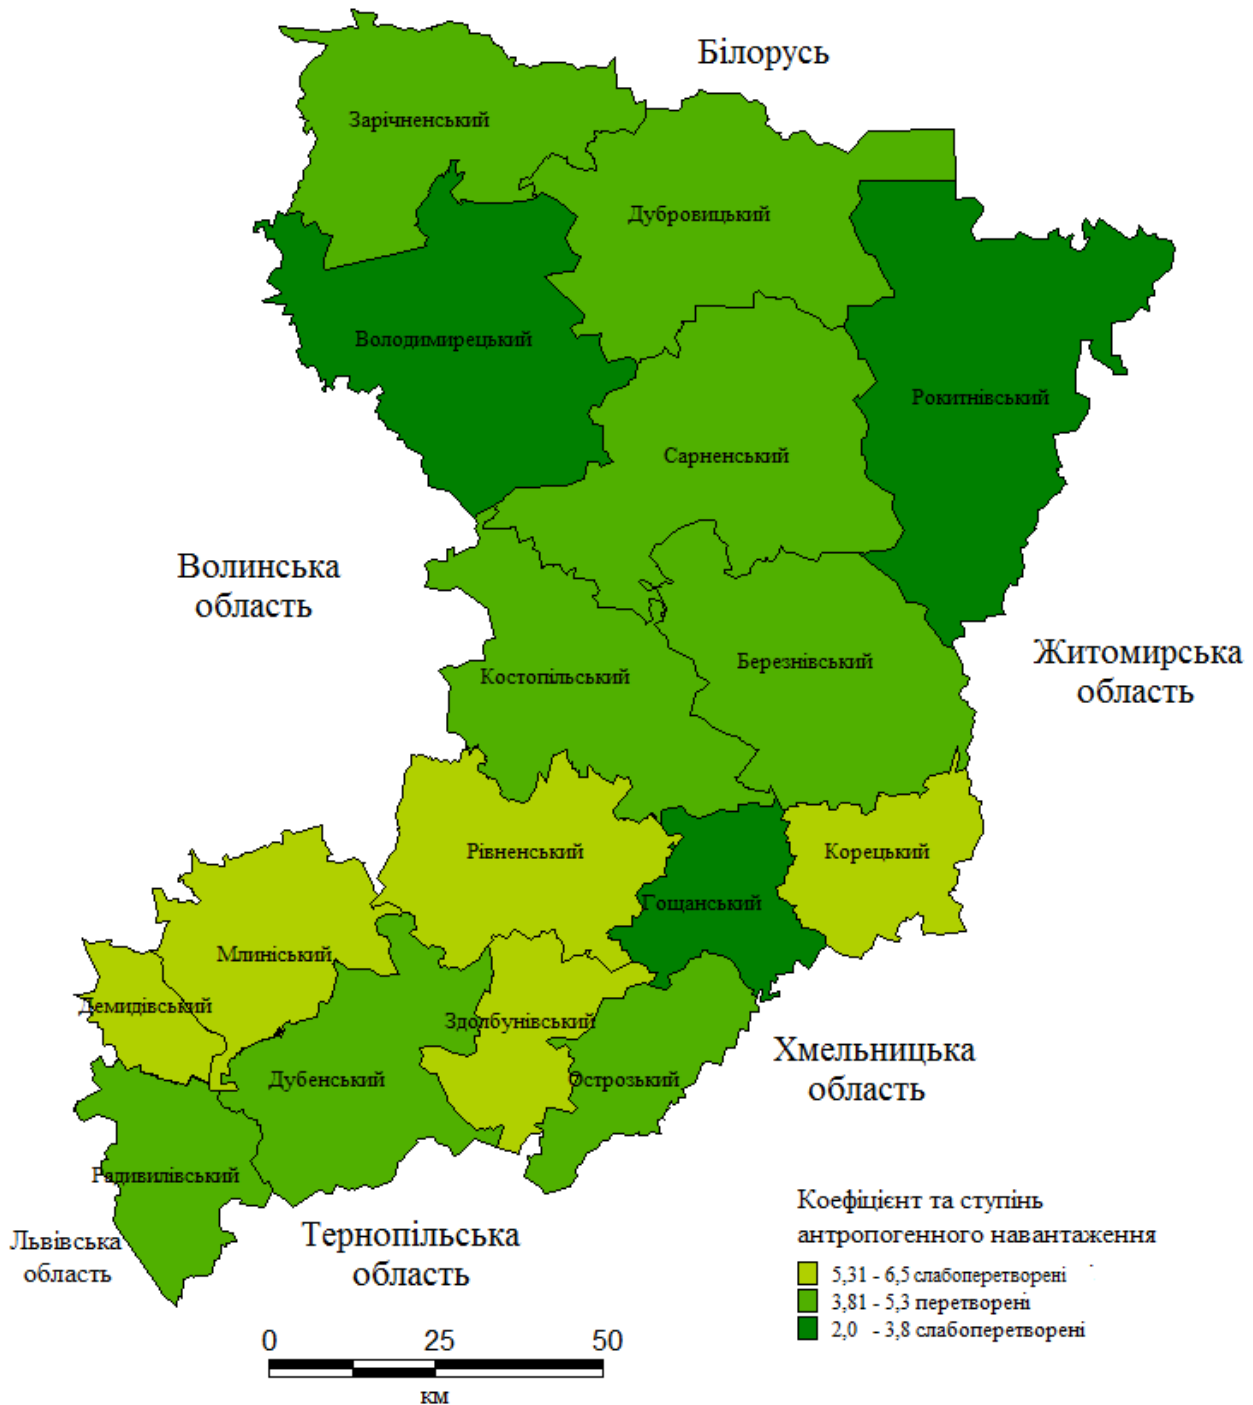 Білорусь
Зарічненський
Дубровицький
Володимирецький
Рокитнівський
Сарненський
Волинська
область
Житомирська
область
Березнівський
Костопільський
Рівненський
Корецький
Гощанський
Млиніський
Демидівський
Здолбунівський
Хмельницька
область
Дубенський
Острозький
Радивилівський
Львівська
область
Тернопільська
область
Коефіцієнт та ступінь
антропогенного навантаження
5,31 - 6,5 слабоперетворені
3,81 - 5,3 перетворені
2,0 - 3,8 слабоперетворені
0 25 50
км